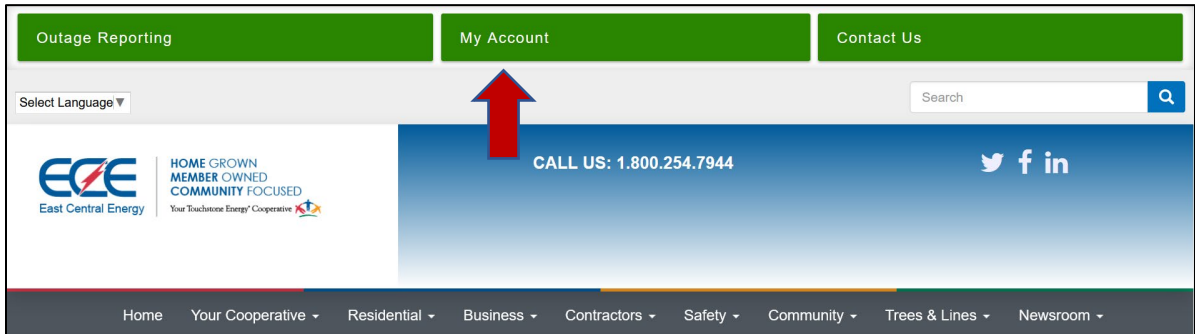 Outage Reporting
My Account
Contact Us
Select Language▼
Search
ECE
East Central Energy
HOME GROWN
MEMBER OWNED
COMMUNITY FOCUSED
Your Touchstone Energy® Cooperative
CALL US: 1.800.254.7944
Home Your Cooperative Residential Business Contractors Safety Community Trees & Lines Newsroom